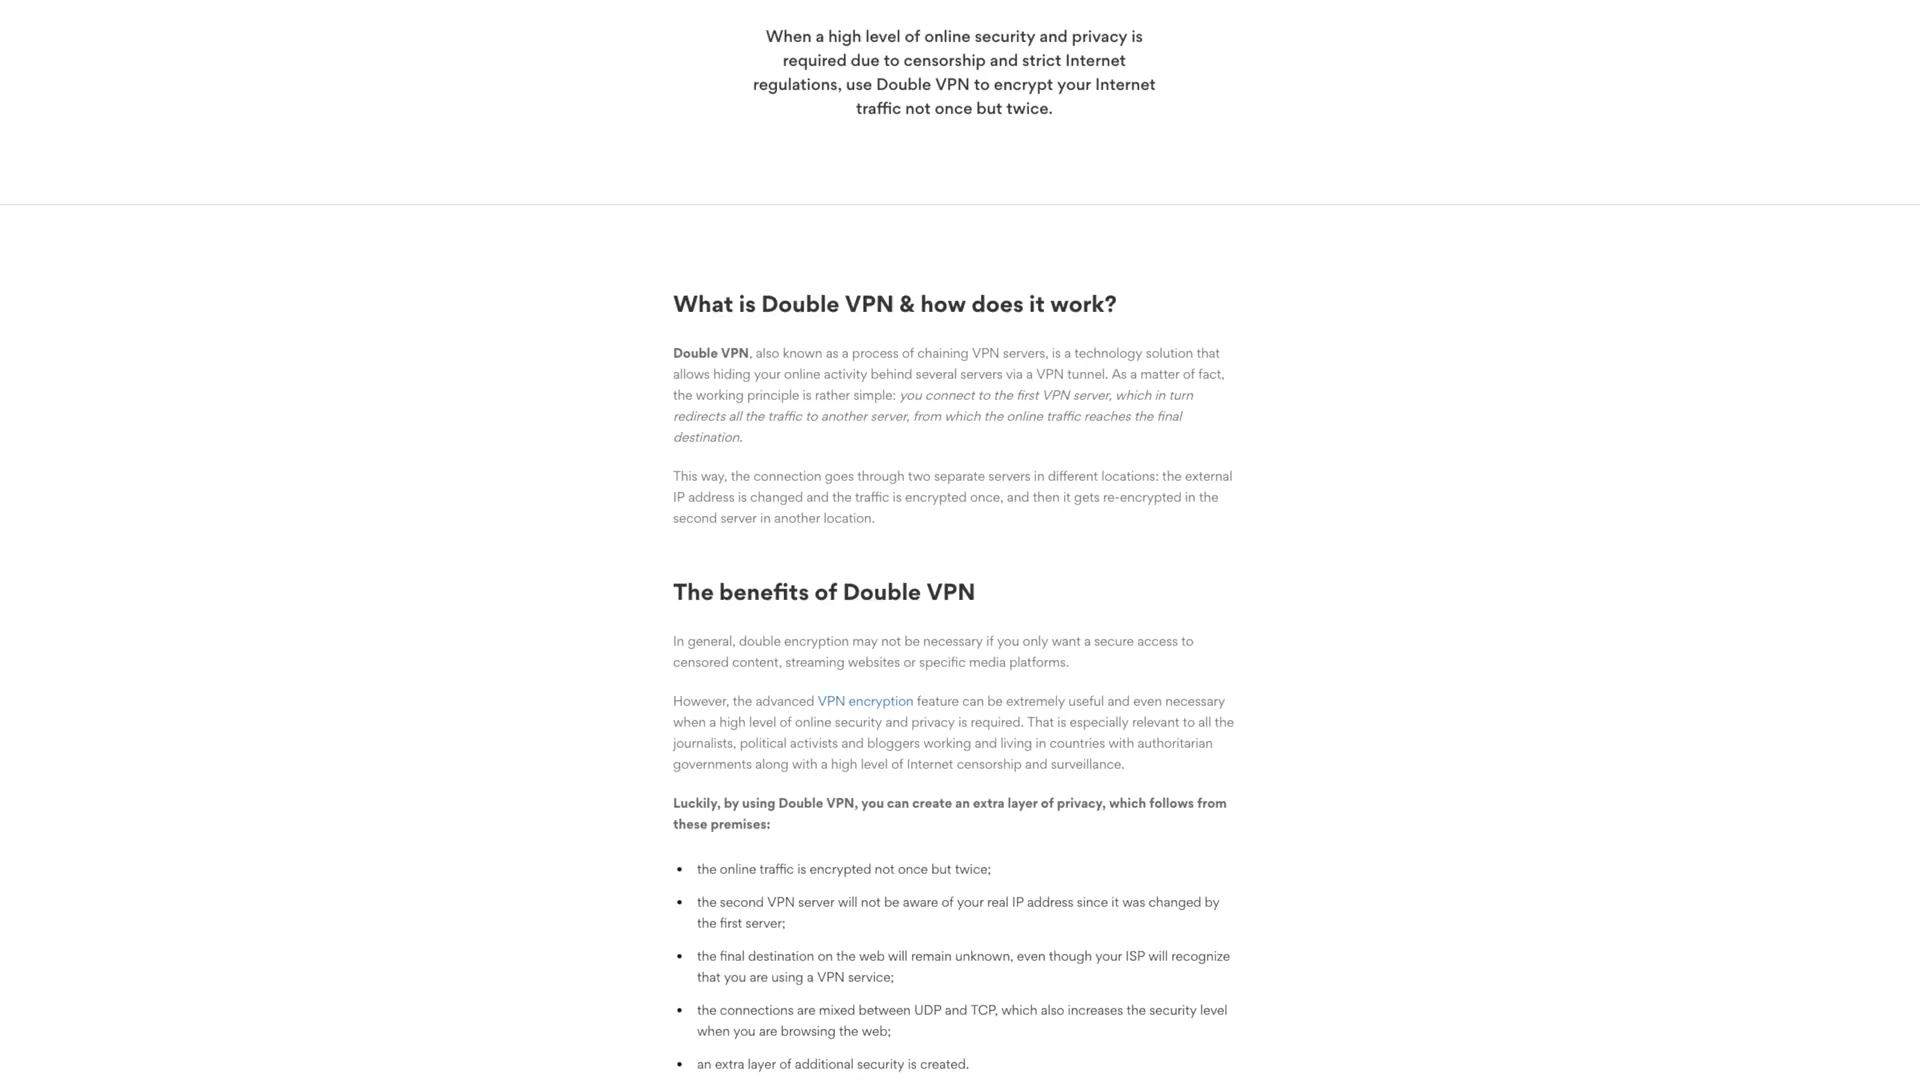 When a high level of online security and privacy is
required due to censorship and strict Internet
regulations, use Double VPN to encrypt your Internet
traffic not once but twice.
What is Double VPN & how does it work?
Double VPN, also known as a process of chaining VPN servers, is a technology solution that
allows hiding your online activity behind several servers via a VPN tunnel. As a matter of fact,
the working principle is rather simple: you connect to the first VPN server, which in turn
redirects all the traffic to another server, from which the online traffic reaches the final
destination.
This way, the connection goes through two separate servers in different locations: the external
IP address is changed and the traffic is encrypted once, and then it gets re-encrypted in the
second server in another location.
The benefits of Double VPN
In general, double encryption may not be necessary if you only want a secure access to
censored content, streaming websites or specific media platforms.
However, the advanced VPN encryption feature can be extremely useful and even necessary
when a high level of online security and privacy is required. That is especially relevant to all the
journalists, political activists and bloggers working and living in countries with authoritarian
governments along with a high level of Internet censorship and surveillance.
Luckily, by using Double VPN, you can create an extra layer of privacy, which follows from
these premises:
• the online traffic is encrypted not once but twice;
• the second VPN server will not be aware of your real IP address since it was changed by
the first server;
• the final destination on the web will remain unknown, even though your ISP will recognize
that you are using a VPN service;
• the connections are mixed between UDP and TCP, which also increases the security level
when you are browsing the web;
• an extra layer of additional security is created.